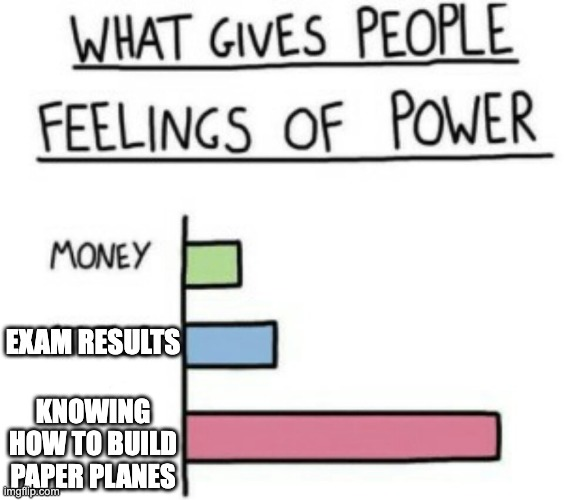 WHAT GIVES PEOPLE
FEELINGS OF POWER
MONEY
EXAM RESULTS
KNOWING
HOW TO BUILD
PAPER PLANES
imgflip.com